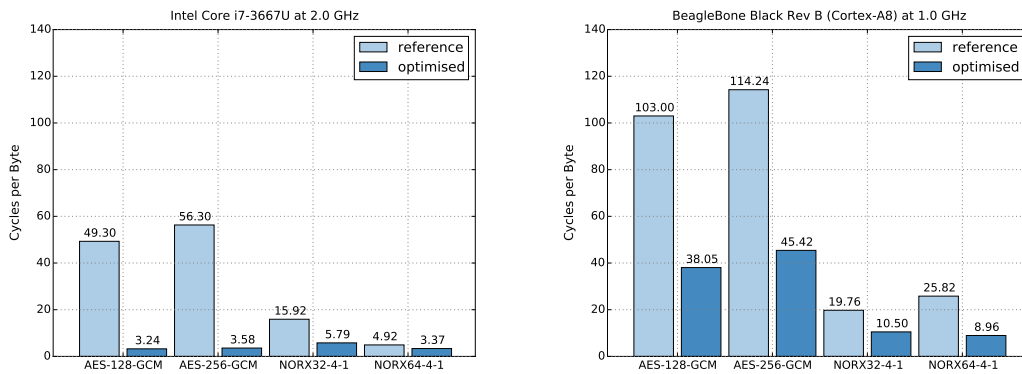 Intel Core i7-3667U at 2.0 GHz
140
120
100
80
60
40
20
0
Cycles per Byte
reference
optimised
49.30
3.24
56.30
3.58
15.92
5.79
4.92
3.37
AES-128-GCM
AES-256-GCM
NORX32-4-1
NORX64-4-1
BeagleBone Black Rev B (Cortex-A8) at 1.0 GHz
140
120
100
80
60
40
20
0
Cycles per Byte
reference
optimised
103.00
38.05
114.24
45.42
19.76
10.50
25.82
8.96
AES-128-GCM
AES-256-GCM
NORX32-4-1
NORX64-4-1